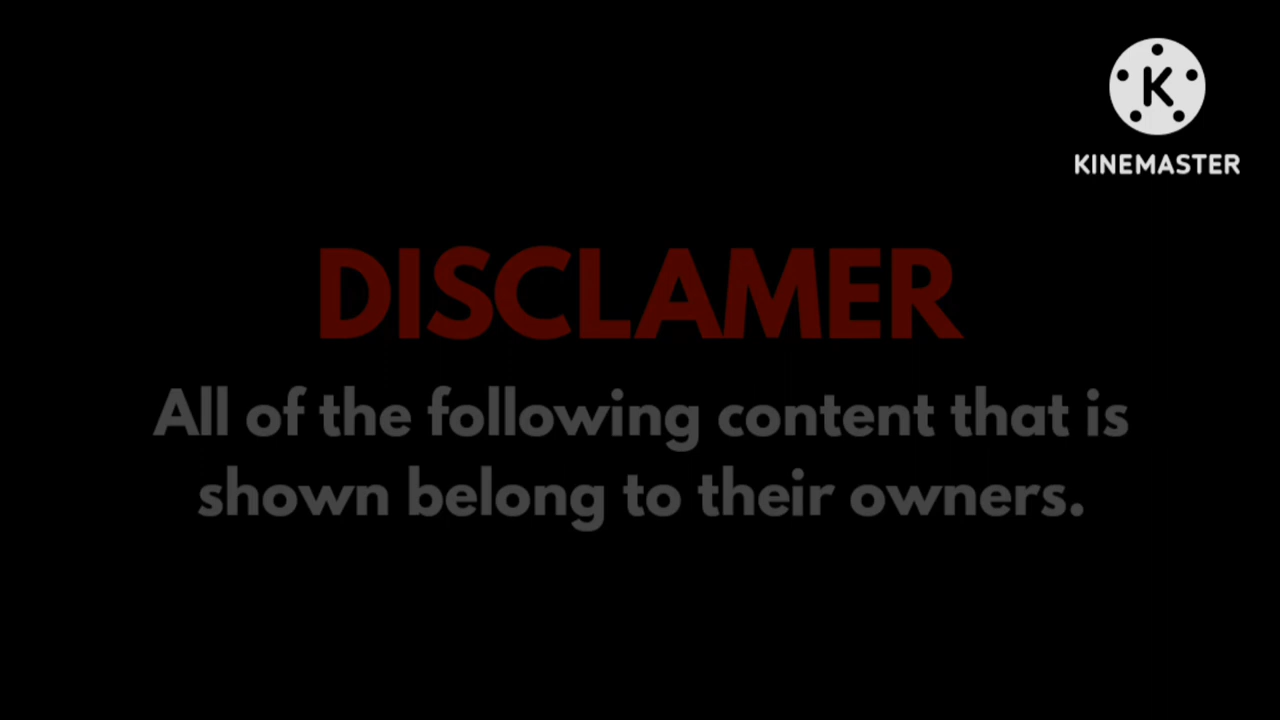 K
KINEMASTER
DISCLAMER
All of the following content that is
shown belong to their owners.